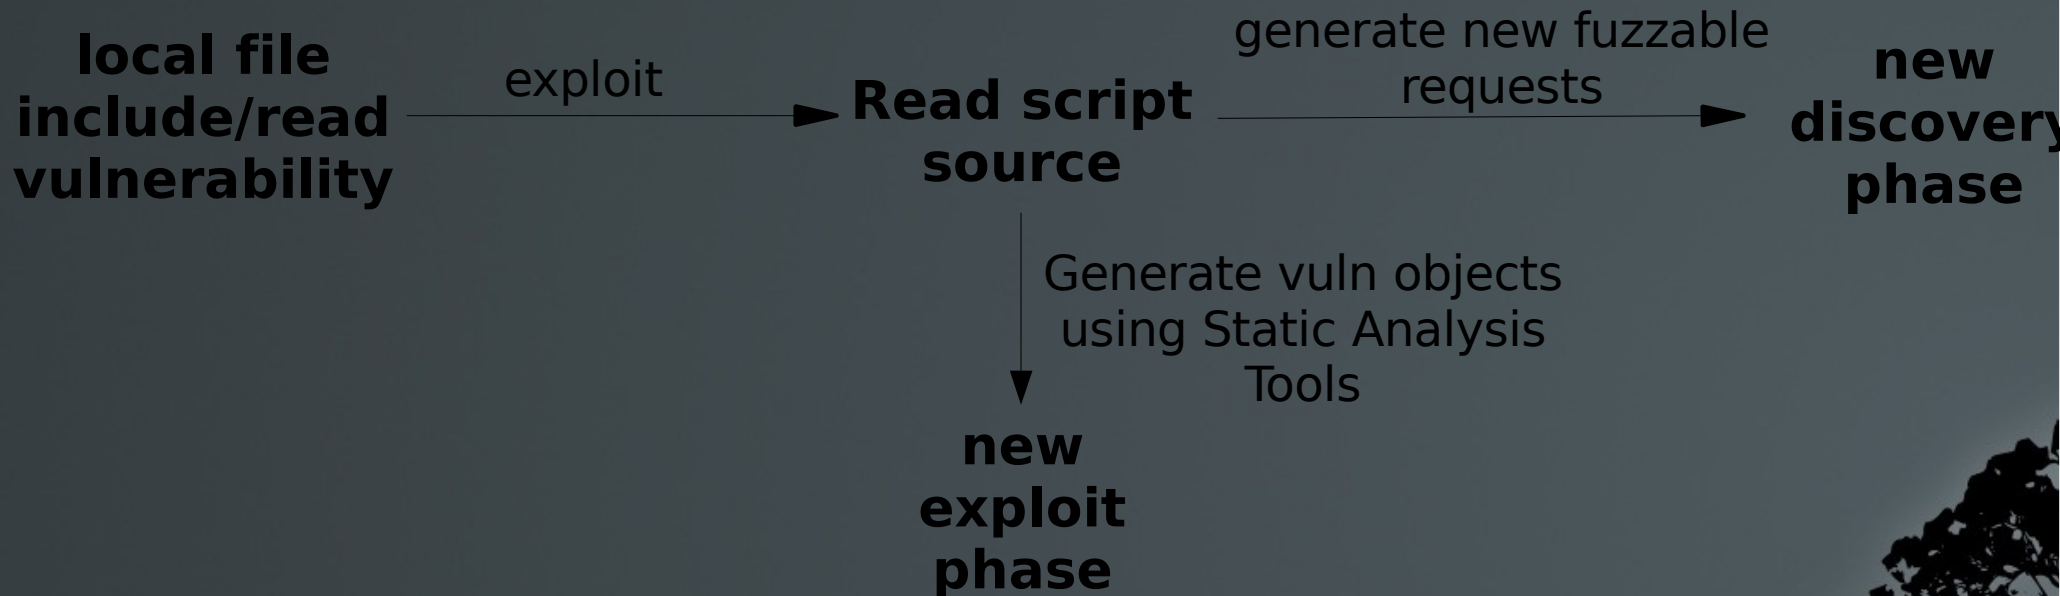 local file
include/read
vulnerability
exploit
Read script
source
generate new fuzzable
requests
new
discovery
phase
Generate vuln objects
using Static Analysis
Tools
new
exploit
phase